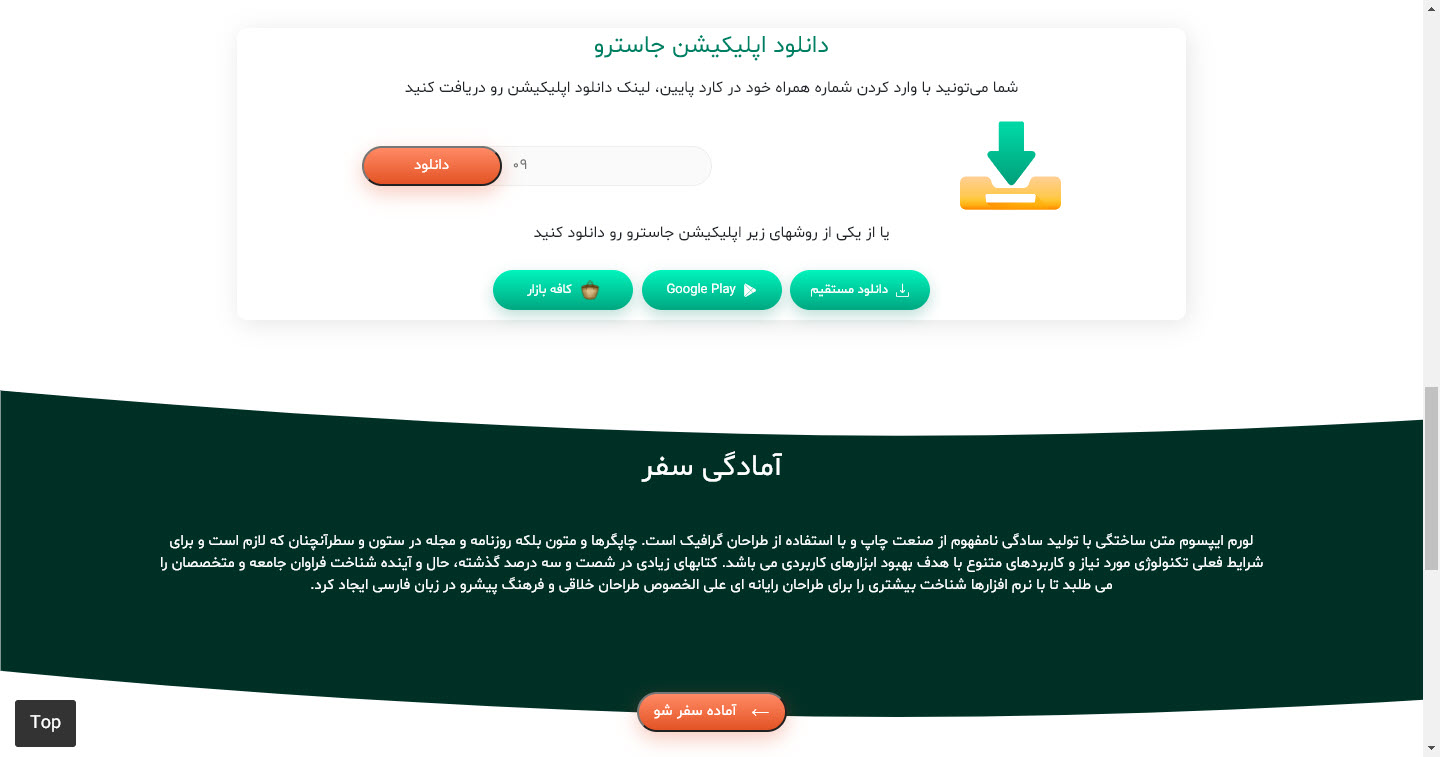 دانلود اپلیکیشن جاسترو
شما می‌تونید با وارد کردن شماره همراه خود در کارد پایین، لینک دانلود اپلیکیشن رو دریافت کنید
۰۹
دانلود
یا از یکی از روشهای زیر اپلیکیشن جاسترو رو دانلود کنید
دانلود مستقیم
Google Play
کافه بازار
آمادگی سفر
لورم ایپسوم متن ساختگی با تولید سادگی نامفهوم از صنعت چاپ و با استفاده از طراحان گرافیک است. چاپگرها و متون بلکه روزنامه و مجله در ستون و سطرآنچنان که لازم است و برای
شرایط فعلی تکنولوژی مورد نیاز و کاربردهای متنوع با هدف بهبود ابزارهای کاربردی می باشد. کتابهای زیادی در شصت و سه درصد گذشته، حال و آینده شناخت فراوان جامعه و متخصصان را
می طلبد تا با نرم افزارها شناخت بیشتری را برای طراحان رایانه ای علی الخصوص طراحان خلاقی و فرهنگ پیشرو در زبان فارسی ایجاد کرد.
آماده سفر شو
Top